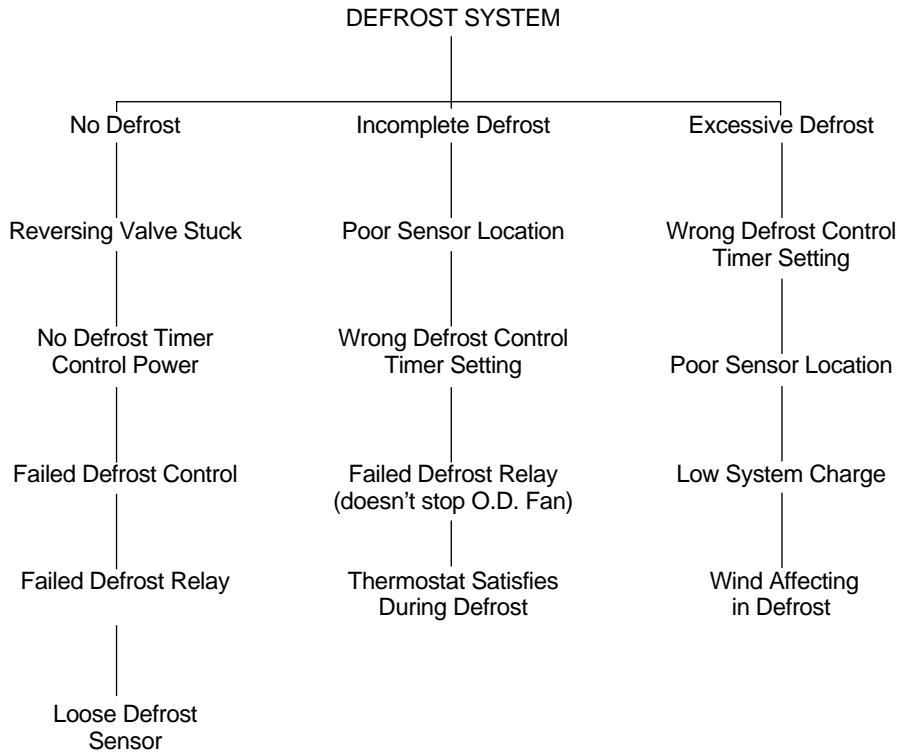 DEFROST SYSTEM
No Defrost
Incomplete Defrost
Excessive Defrost
Reversing Valve Stuck
Poor Sensor Location
Wrong Defrost Control
Timer Setting
No Defrost Timer
Control Power
Wrong Defrost Control
Timer Setting
Poor Sensor Location
Failed Defrost Control
Failed Defrost Relay
(doesn't stop O.D. Fan)
Low System Charge
Failed Defrost Relay
Thermostat Satisfies
During Defrost
Wind Affecting
in Defrost
Loose Defrost
Sensor